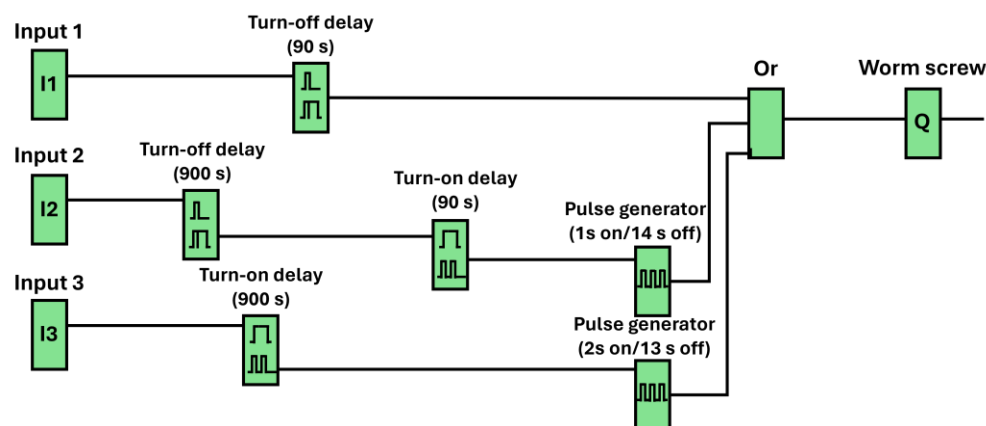 Input 1
I1
Turn-off delay
(90 s)
Or
Worm screw
Q
Input 2
I2
Turn-off delay
(900 s)
Turn-on delay
(90 s)
Pulse generator
(1s on/14 s off)
Input 3
I3
Turn-on delay
(900 s)
Pulse generator
(2s on/13 s off)